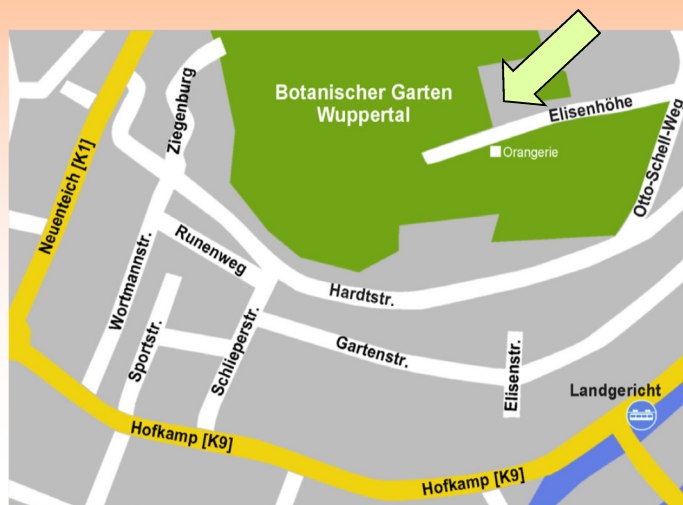 Botanischer Garten
Wuppertal
Ziegenburg
Elisenhöhe
Orangerie
Otto-Schell-Weg
Neuenteich [K1]
Wortmannstr.
Runenweg
Hardtstr.
Sportstr.
Schlieperstr.
Gartenstr.
Elisenstr.
Landgericht
Hofkamp [K9]
Hofkamp [K9]